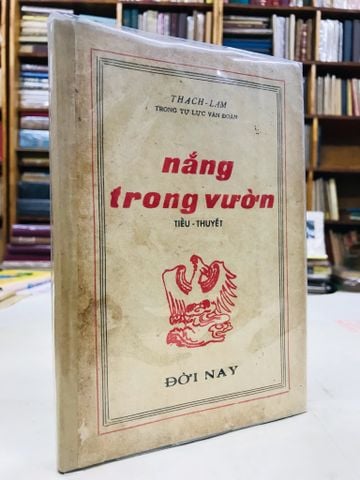 THẠCH-LAM
TRONG TỰ LỰC VĂN ĐOÀN
nắng
trong vườn
TIỂU - THUYẾT
ĐỜI NAY